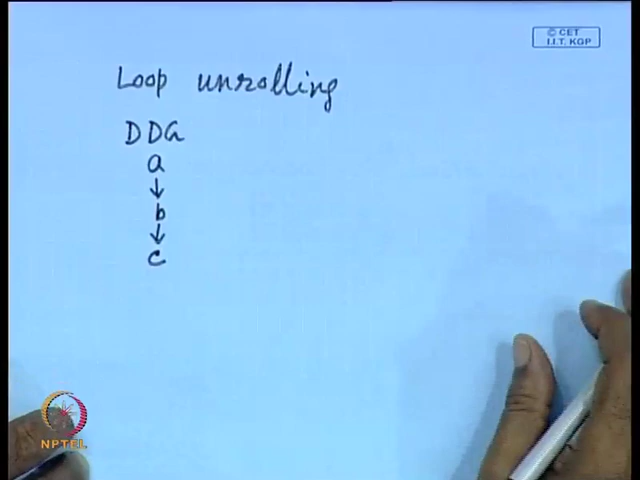 © CET
I.I.T. KGP
Loop unrolling
DDG
a
↓
b
↓
c
NPTEL